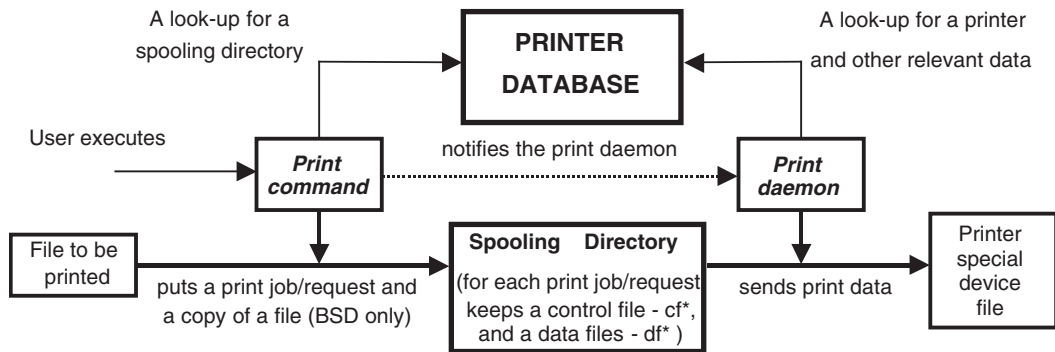 A look-up for a
spooling directory
PRINTER
DATABASE
A look-up for a printer
and other relevant data
User executes
Print
command
notifies the print daemon
Print
daemon
File to be
printed
puts a print job/request and
a copy of a file (BSD only)
Spooling Directory
(for each print job/request
keeps a control file - cf*,
and a data files - df* )
sends print data
Printer
special
device
file